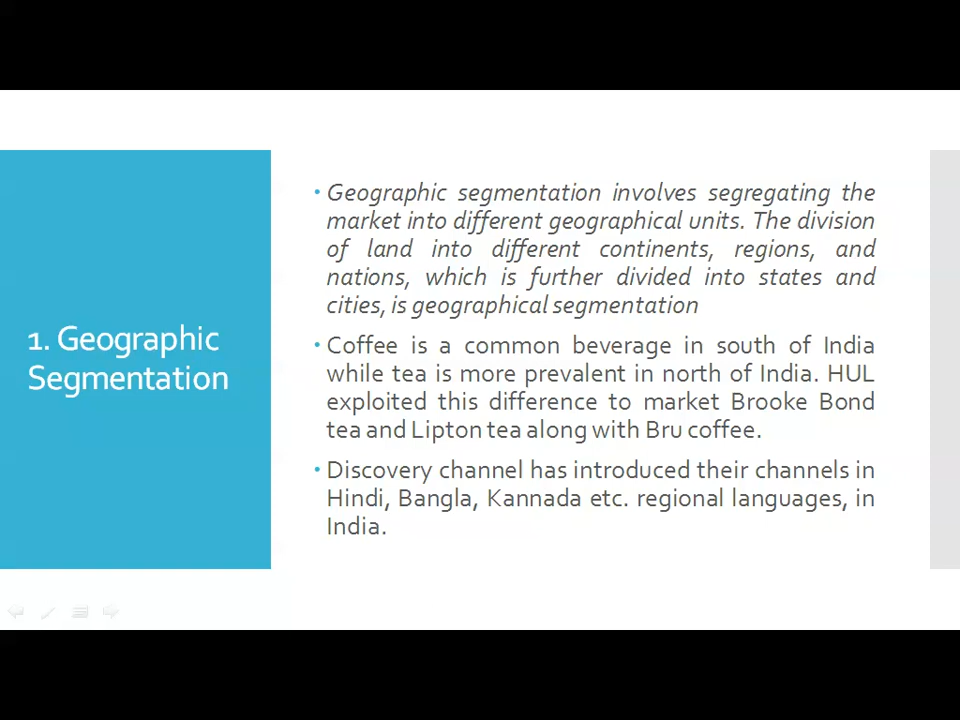 1. Geographic
Segmentation
• Geographic segmentation involves segregating the
market into different geographical units. The division
of land into different continents, regions, and
nations, which is further divided into states and
cities, is geographical segmentation
• Coffee is a common beverage in south of India
while tea is more prevalent in north of India. HUL
exploited this difference to market Brooke Bond
tea and Lipton tea along with Bru coffee.
• Discovery channel has introduced their channels in
Hindi, Bangla, Kannada etc. regional languages, in
India.